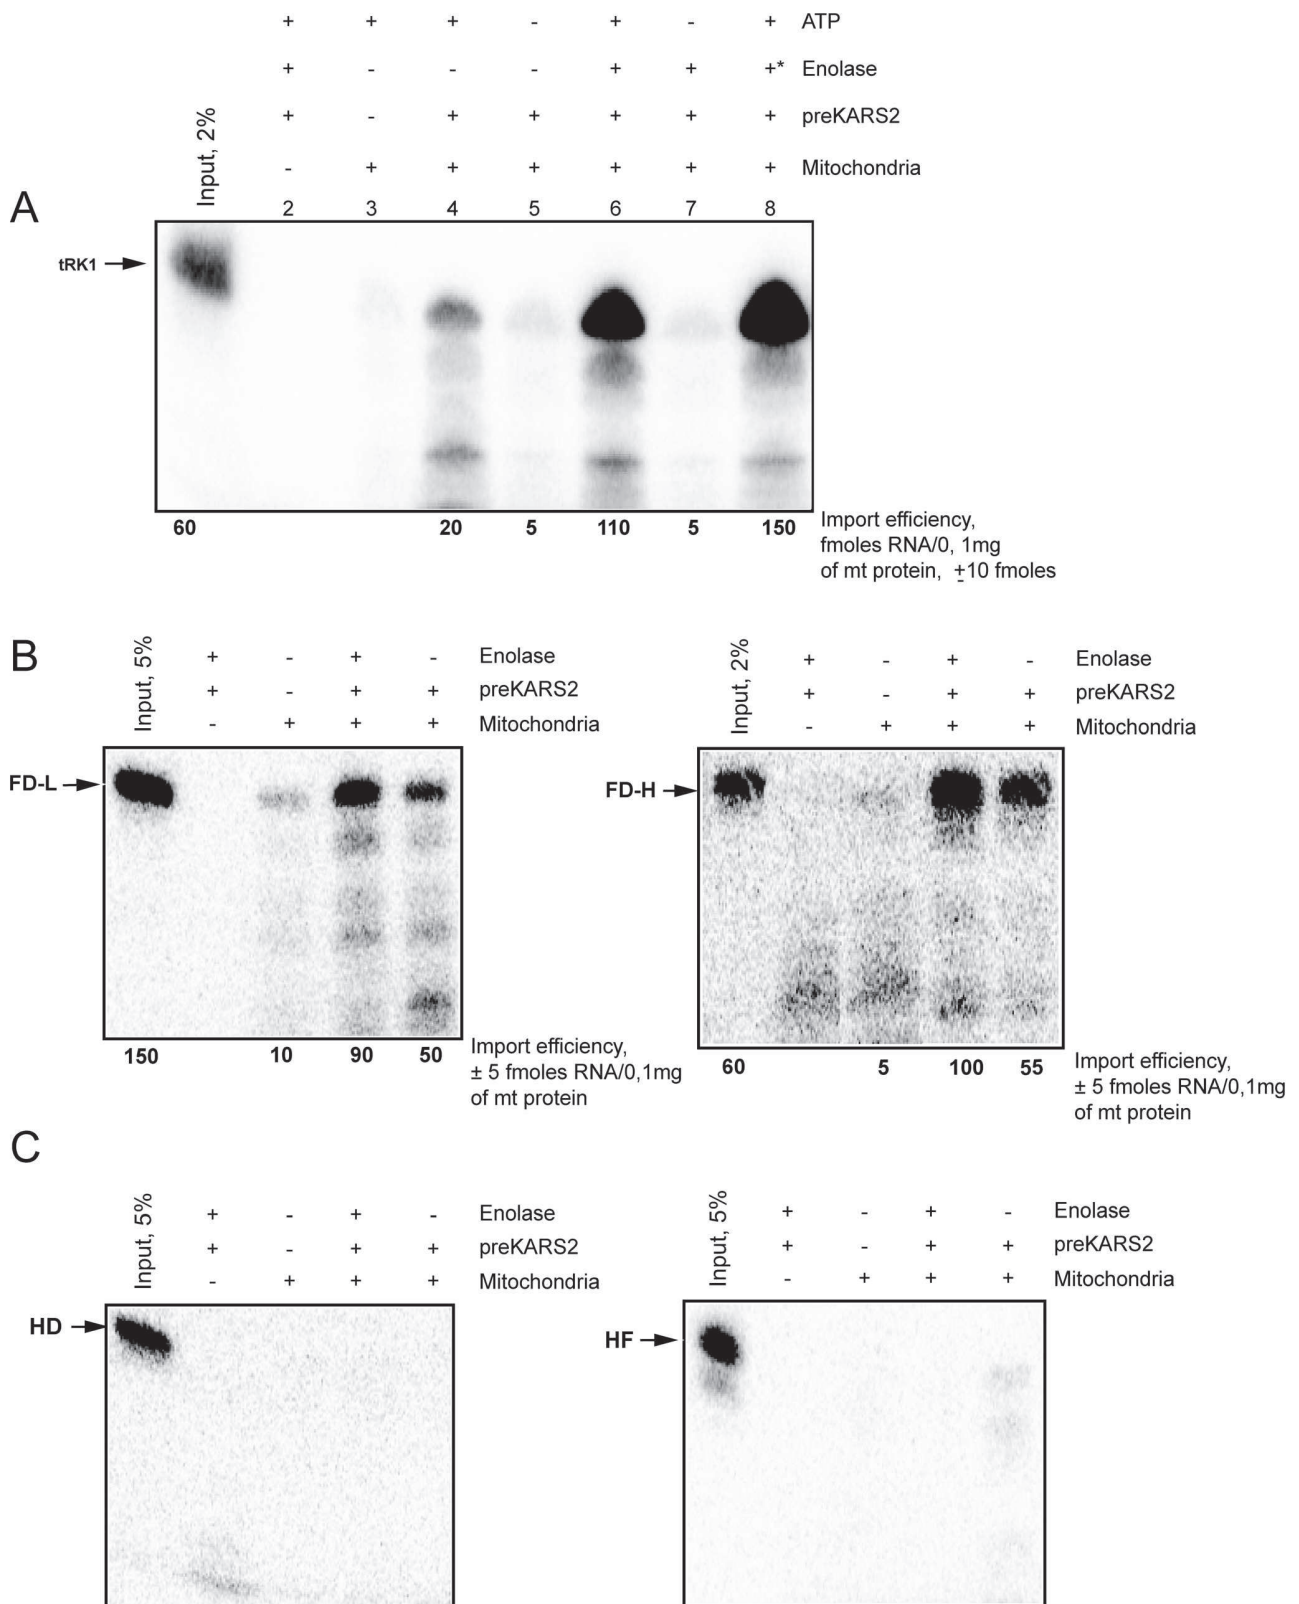 + + + - + - + ATP
+ - - - + + +* Enolase
+ - + + + + + preKARS2
- + + + + + + Mitochondria
Input, 2%
A
2 3 4 5 6 7 8
tRK1
60 20 5 110 5 150
Import efficiency,
fmoles RNA/0, 1mg
of mt protein, ±10 fmoles
B
Input, 5%
+ - + - Enolase
+ - + + preKARS2
- + + + Mitochondria
FD-L
150 10 90 50
Import efficiency,
± 5 fmoles RNA/0,1mg
of mt protein
Input, 2%
+ - + - Enolase
+ - + + preKARS2
- + + + Mitochondria
FD-H
60 5 100 55
Import efficiency,
± 5 fmoles RNA/0,1mg
of mt protein
C
Input, 5%
+ - + - Enolase
+ - + + preKARS2
- + + + Mitochondria
HD
Input, 5%
+ - + - Enolase
+ - + + preKARS2
- + + + Mitochondria
HF